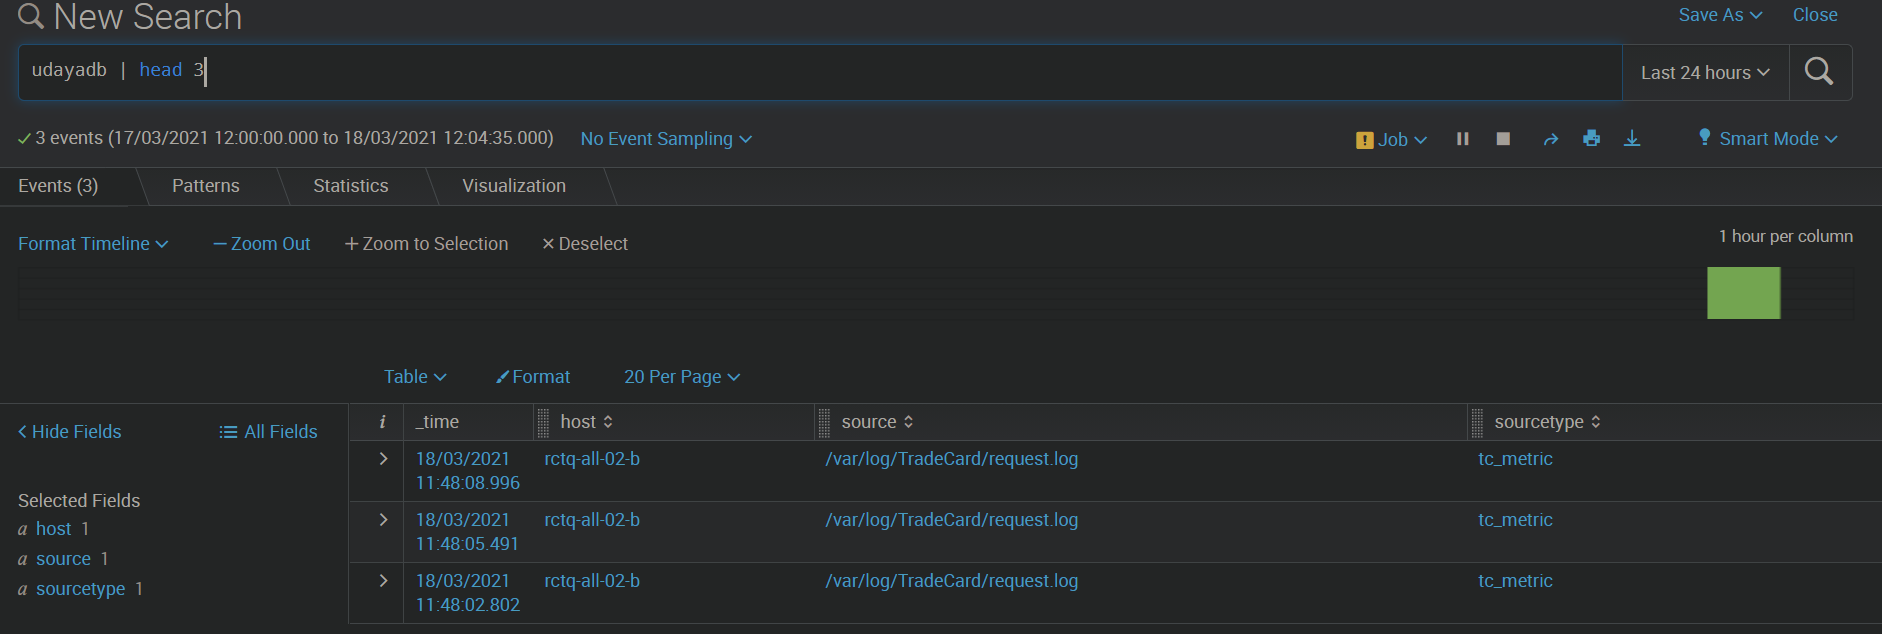 New Search
Save As
Close
udayadb | head 3
Last 24 hours
3 events (17/03/2021 12:00:00.000 to 18/03/2021 12:04:35.000)
No Event Sampling
Job
Smart Mode
Events (3)
Patterns
Statistics
Visualization
Format Timeline
— Zoom Out
+ Zoom to Selection
× Deselect
1 hour per column
Table
Format
20 Per Page
< Hide Fields
All Fields
i
_time
host
source
sourcetype
Selected Fields
a host 1
a source 1
a sourcetype 1
> 18/03/2021
11:48:08.996
rctq-all-02-b
/var/log/TradeCard/request.log
tc_metric
> 18/03/2021
11:48:05.491
rctq-all-02-b
/var/log/TradeCard/request.log
tc_metric
> 18/03/2021
11:48:02.802
rctq-all-02-b
/var/log/TradeCard/request.log
tc_metric